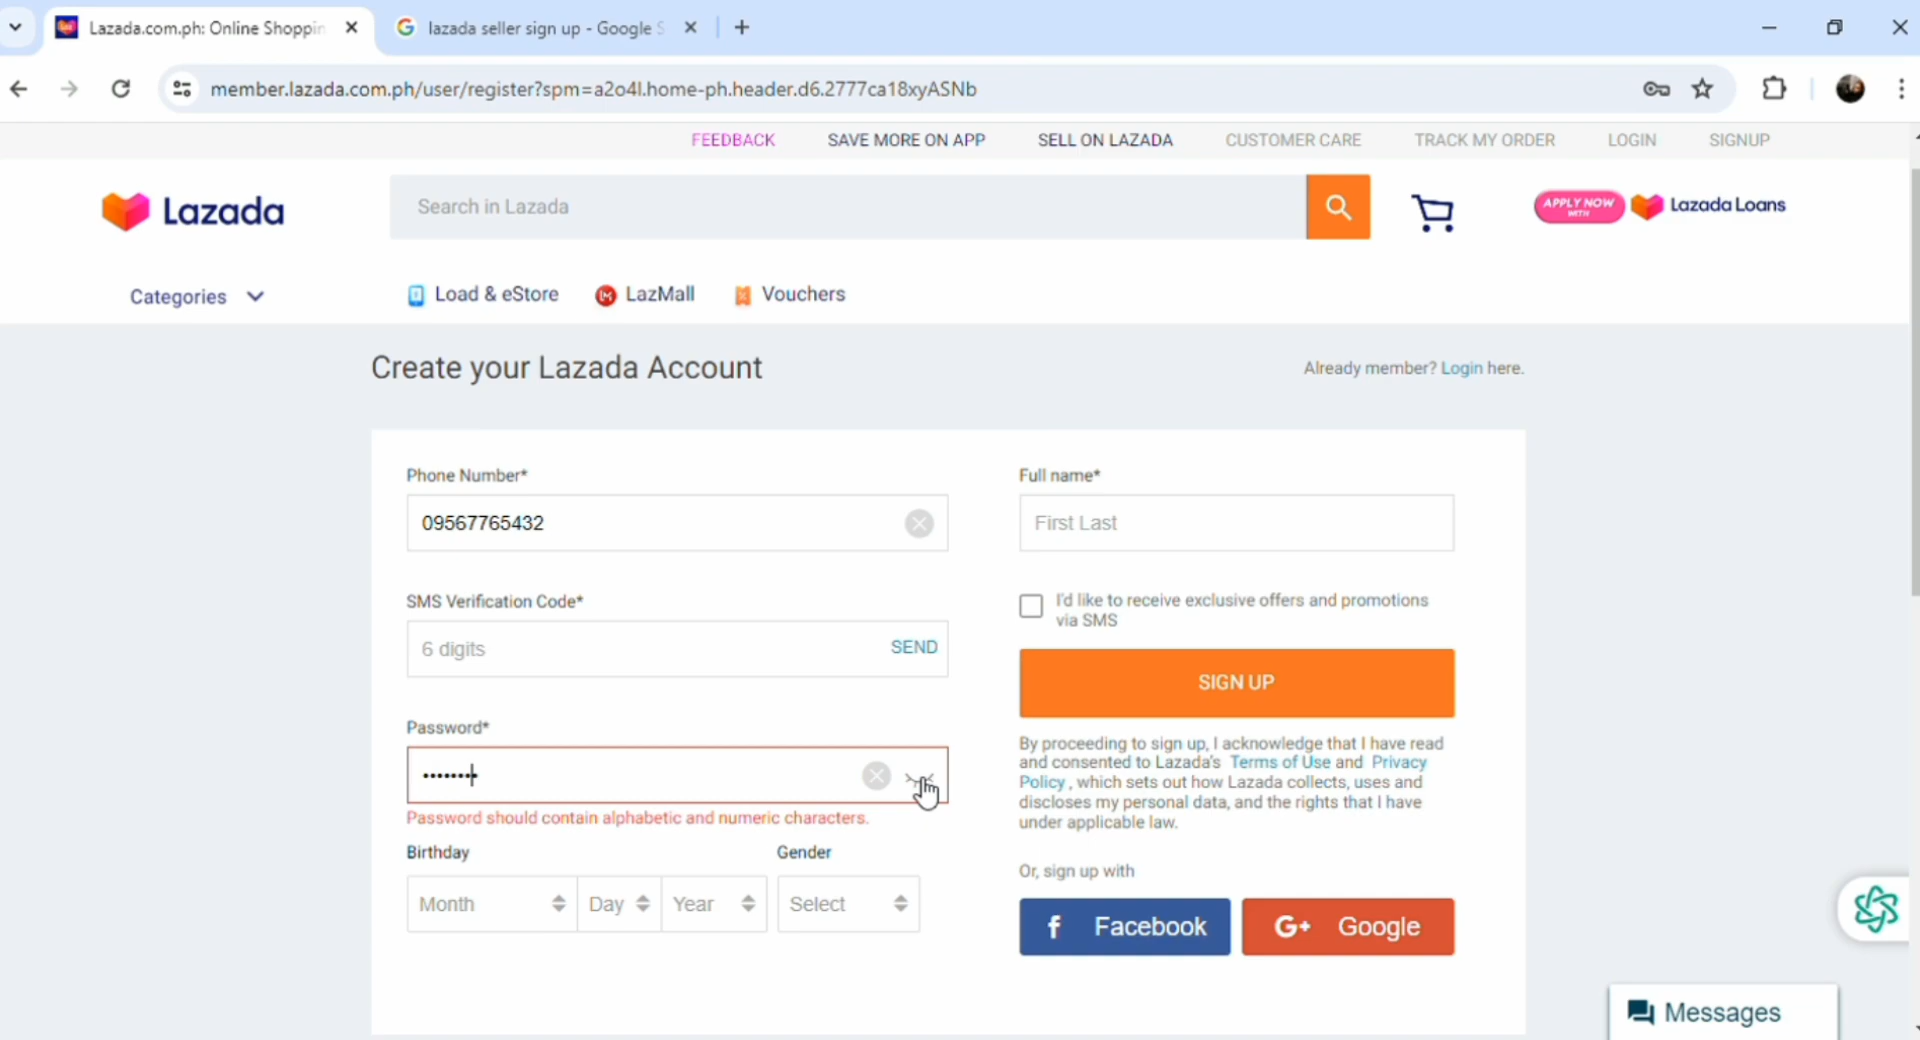 Lazada.com.ph: Online Shoppin
lazada seller sign up - Google S
member.lazada.com.ph/user/register?spm=a2o4l.home-ph.header.d6.2777ca18xyASNb
FEEDBACK SAVE MORE ON APP SELL ON LAZADA CUSTOMER CARE TRACK MY ORDER LOGIN SIGNUP
Lazada
Search in Lazada
APPLY NOW
WITH
Lazada Loans
Categories
Load & eStore LazMall Vouchers
Create your Lazada Account
Already member? Login here.
Phone Number*
09567765432
SMS Verification Code*
6 digits SEND
Password*
••••••••
Password should contain alphabetic and numeric characters.
Birthday Gender
Month Day Year Select
Full name*
First Last
I'd like to receive exclusive offers and promotions
via SMS
SIGN UP
By proceeding to sign up, I acknowledge that I have read
and consented to Lazada's Terms of Use and Privacy
Policy , which sets out how Lazada collects, uses and
discloses my personal data, and the rights that I have
under applicable law.
Or, sign up with
f Facebook G+ Google
Messages